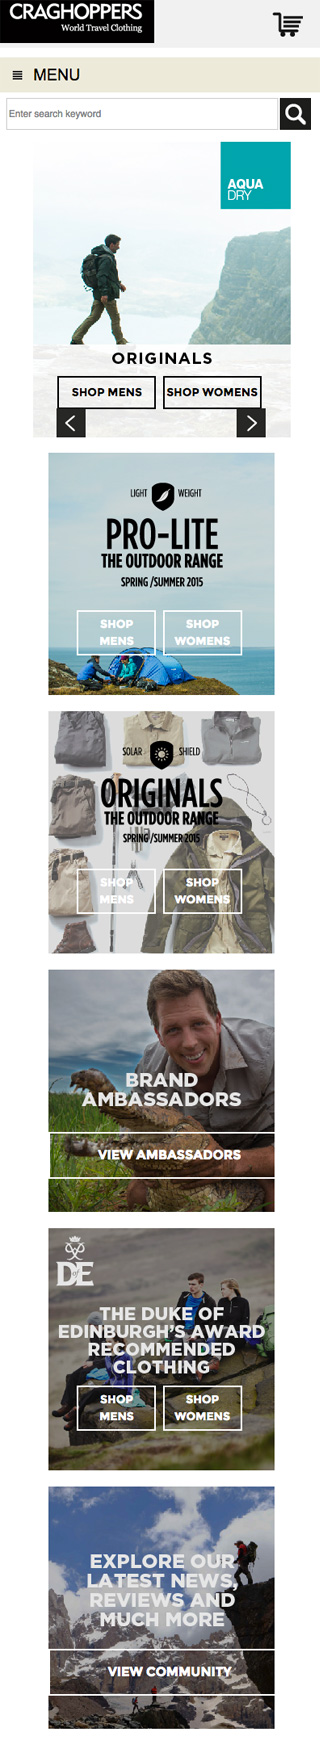 CRAGHOPPERS
World Travel Clothing
MENU
Enter search keyword
AQUA
DRY
ORIGINALS
SHOP MENS
SHOP WOMENS
LIGHT WEIGHT
PRO-LITE
THE OUTDOOR RANGE
SPRING/SUMMER 2015
SHOP
MENS
SHOP
WOMENS
SOLAR SHIELD
ORIGINALS
THE OUTDOOR RANGE
SPRING/SUMMER 2015
SHOP
MENS
SHOP
WOMENS
BRAND
AMBASSADORS
VIEW AMBASSADORS
DofE
THE DUKE OF
EDINBURGH'S AWARD
RECOMMENDED
CLOTHING
SHOP
MENS
SHOP
WOMENS
EXPLORE OUR
LATEST NEWS,
REVIEWS AND
MUCH MORE
VIEW COMMUNITY